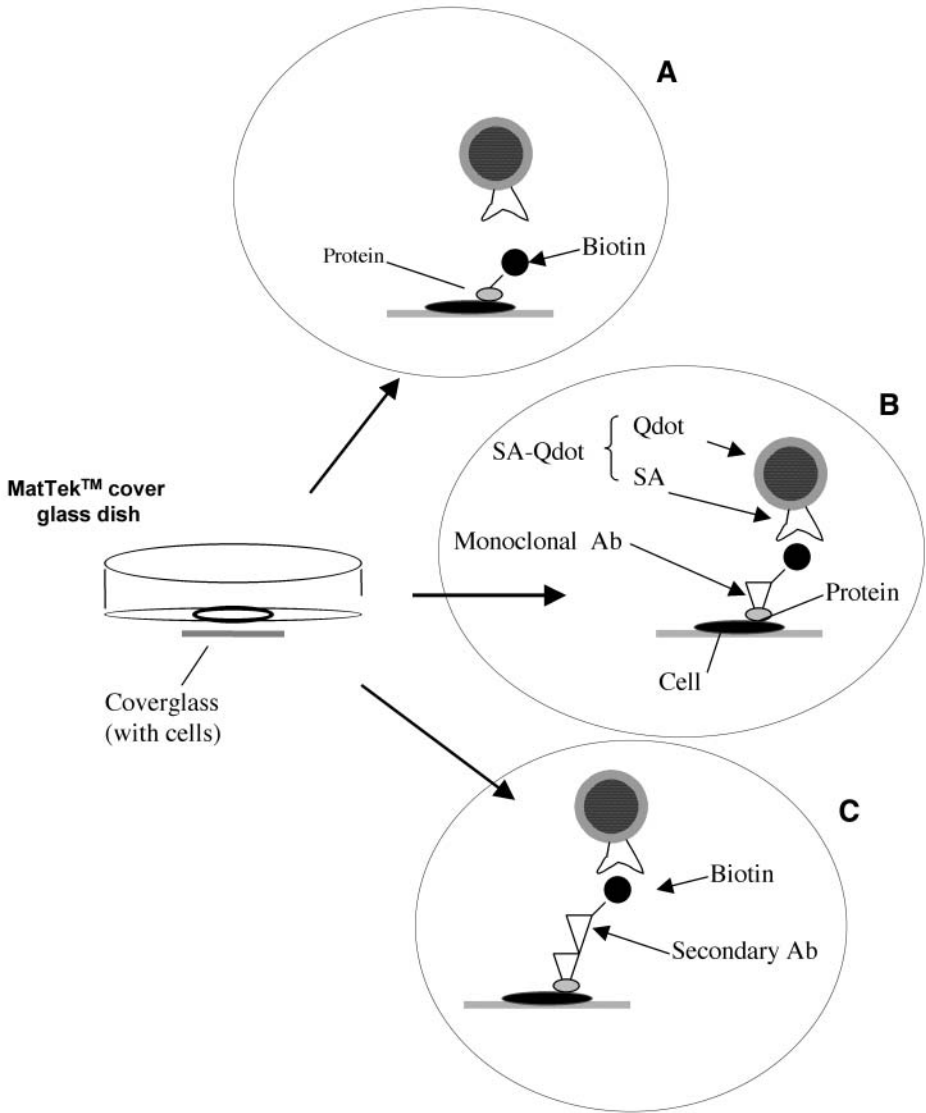 A
Protein
Biotin
B
SA-Qdot
Qdot
SA
Monoclonal Ab
Protein
Cell
MatTek™ cover
glass dish
Coverglass
(with cells)
C
Biotin
Secondary Ab